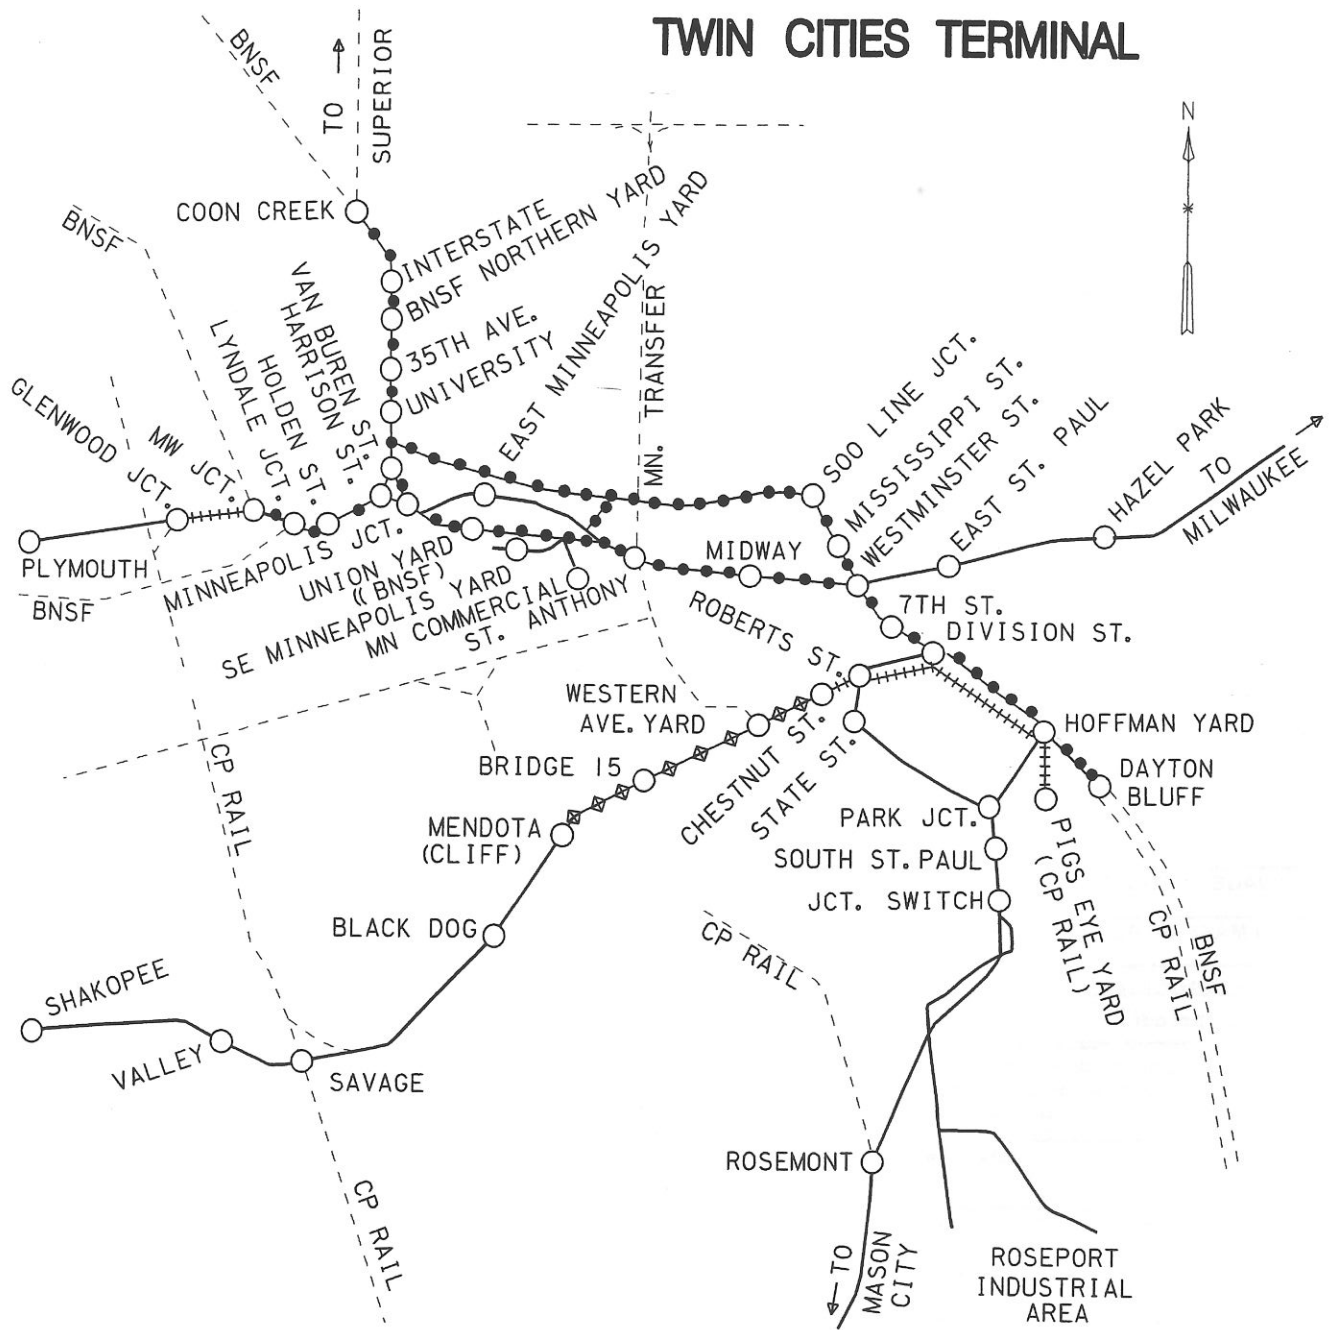 TWIN CITIES TERMINAL
BNSF
TO
SUPERIOR
N
COON CREEK
BNSF
INTERSTATE
BNSF NORTHERN YARD
35TH AVE.
UNIVERSITY
EAST MINNEAPOLIS YARD
MN. TRANSFER
VAN BUREN ST.
HARRISON ST.
HOLDEN ST.
LYNDALE JCT.
MW JCT.
GLENWOOD JCT.
SOO LINE JCT.
MISSISSIPPI ST.
WESTMINSTER ST.
EAST ST. PAUL
HAZEL PARK
TO
MILWAUKEE
PLYMOUTH
BNSF
MINNEAPOLIS JCT.
UNION YARD
(BNSF)
SE MINNEAPOLIS YARD
MN COMMERCIAL
ST. ANTHONY
MIDWAY
7TH ST.
DIVISION ST.
ROBERTS ST.
WESTERN
AVE. YARD
CHESTNUT ST.
STATE ST.
HOFFMAN YARD
DAYTON
BLUFF
BRIDGE 15
MENDOTA
(CLIFF)
CP RAIL
PARK JCT.
SOUTH ST. PAUL
JCT. SWITCH
PIGS EYE YARD
(CP RAIL)
CP RAIL
BNSF
BLACK DOG
CP RAIL
SHAKOPEE
VALLEY
SAVAGE
ROSEMONT
CP RAIL
TO
MASON
CITY
ROSEPORT
INDUSTRIAL
AREA